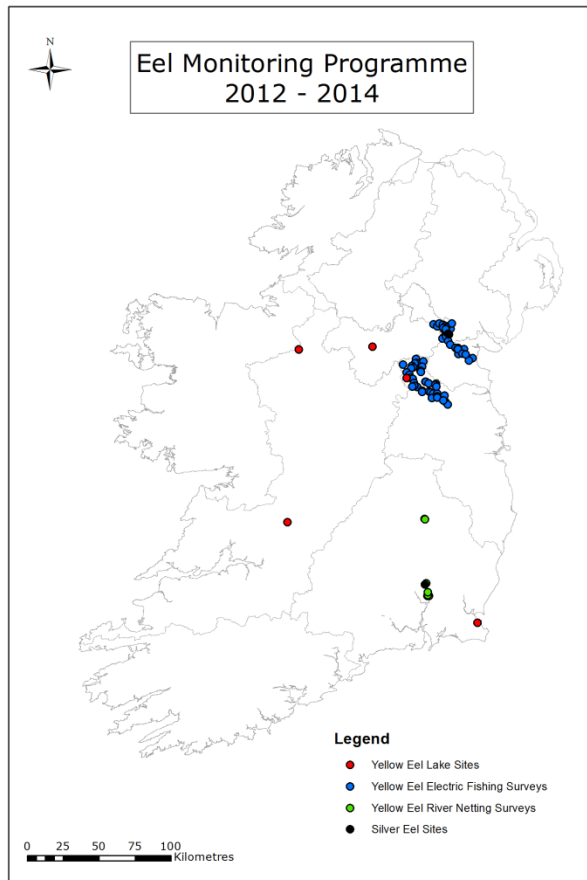 N
Eel Monitoring Programme
2012 - 2014
Legend
Yellow Eel Lake Sites
Yellow Eel Electric Fishing Surveys
Yellow Eel River Netting Surveys
Silver Eel Sites
0 25 50 75 100
Kilometres